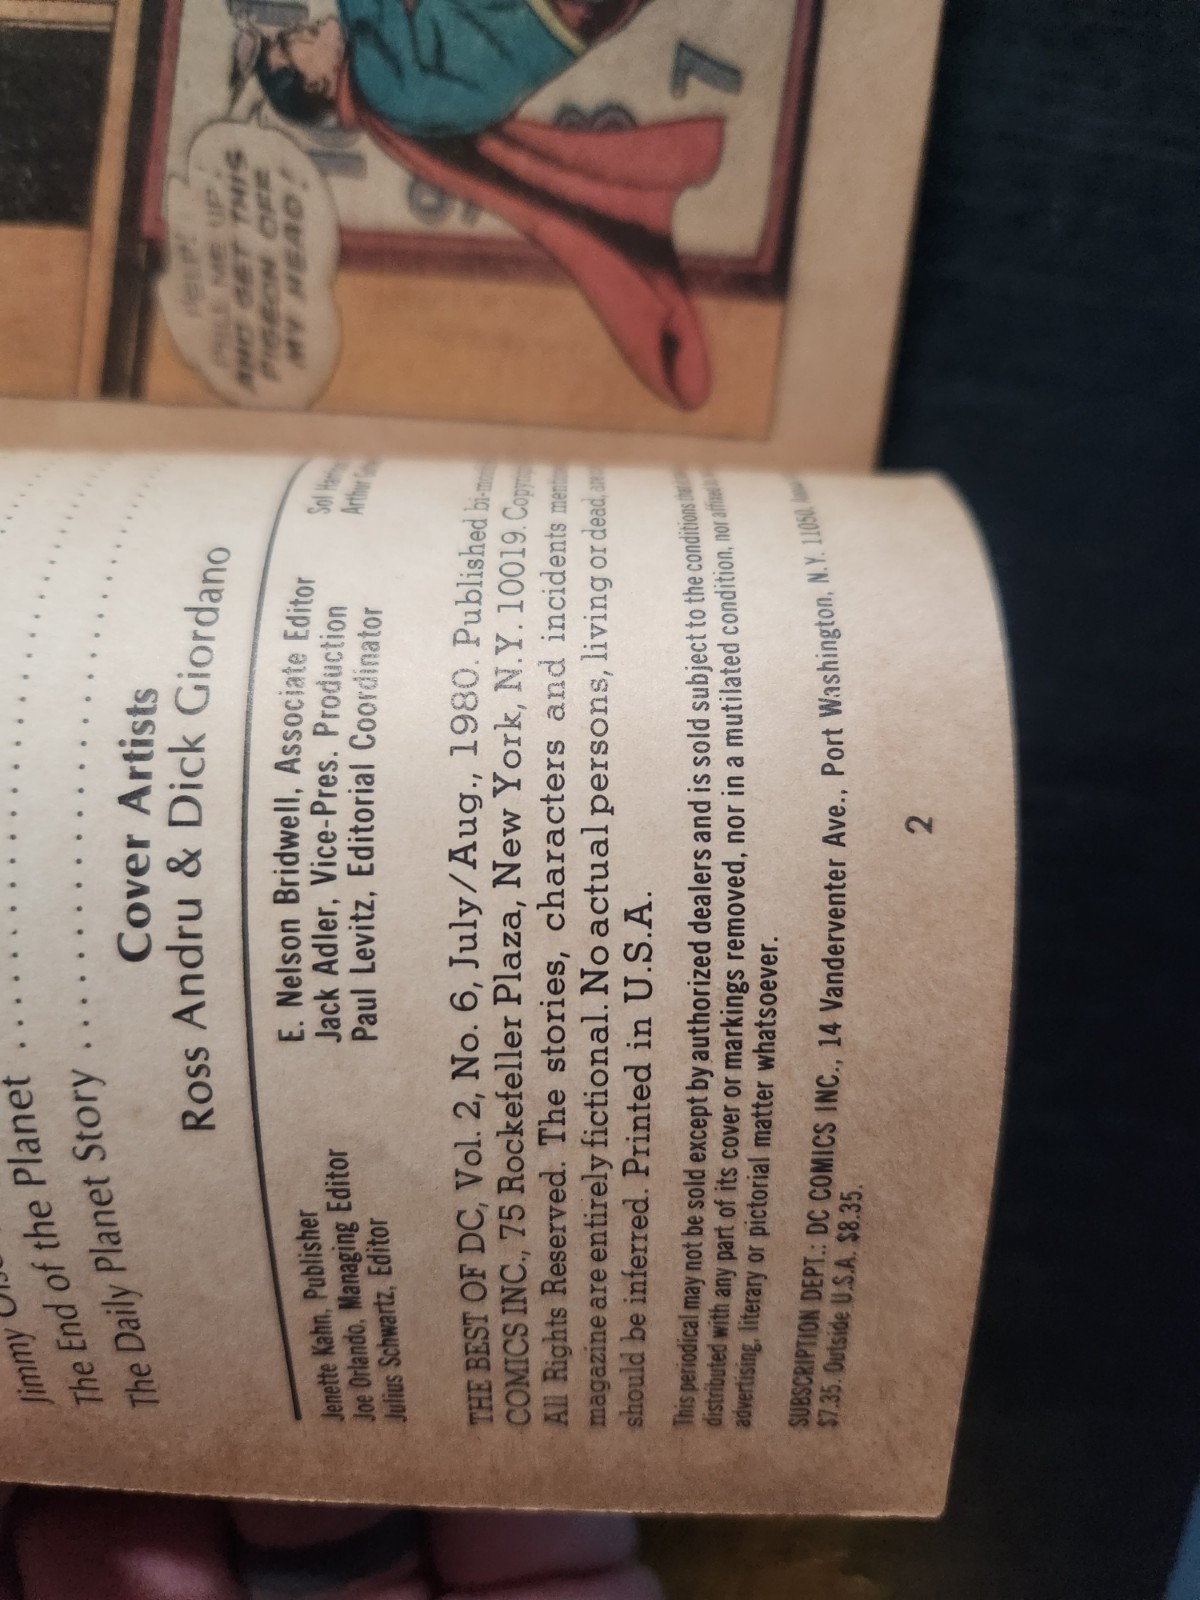 Jimmy
The End of the Planet
The Daily Planet Story
Cover Artists
Ross Andru & Dick Giordano
Jenette Kahn, Publisher
Joe Orlando, Managing Editor
Julius Schwartz, Editor
E. Nelson Bridwell, Associate Editor
Jack Adler, Vice-Pres. Production
Paul Levitz, Editorial Coordinator
Sol
Arthur
THE BEST OF DC, Vol. 2, No. 6, July/Aug., 1980. Published
COMICS INC., 75 Rockefeller Plaza, New York, N.Y. 10019.
All Rights Reserved. The stories, characters and incidents
magazine are entirely fictional. No actual persons, living or dead,
should be inferred. Printed in U.S.A.
This periodical may not be sold except by authorized dealers and is sold subject to the conditions
distributed with any part of its cover or markings removed, nor in a mutilated condition, nor
advertising, literary or pictorial matter whatsoever.
SUBSCRIPTION DEPT.: DC COMICS INC., 14 Vanderventer Ave., Port Washington, N.Y. 11050.
$7.35. Outside U.S.A. $8.35.
2
HELP!
PULL ME UP,
AND GET THIS
PIGEON OFF
MY HEAD!
10
9
8
7